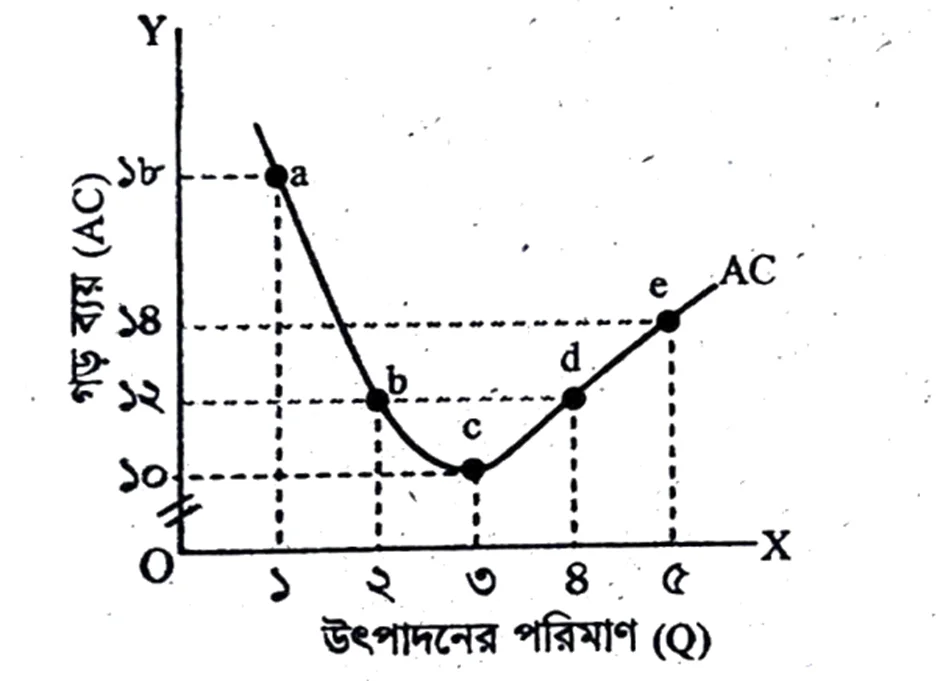 Y
গড় ব্যয় (AC)
১৮
a
AC
e
১৪
d
b
১২
c
১০
O
X
১ ২ ৩ ৪ ৫
উৎপাদনের পরিমাণ (Q)